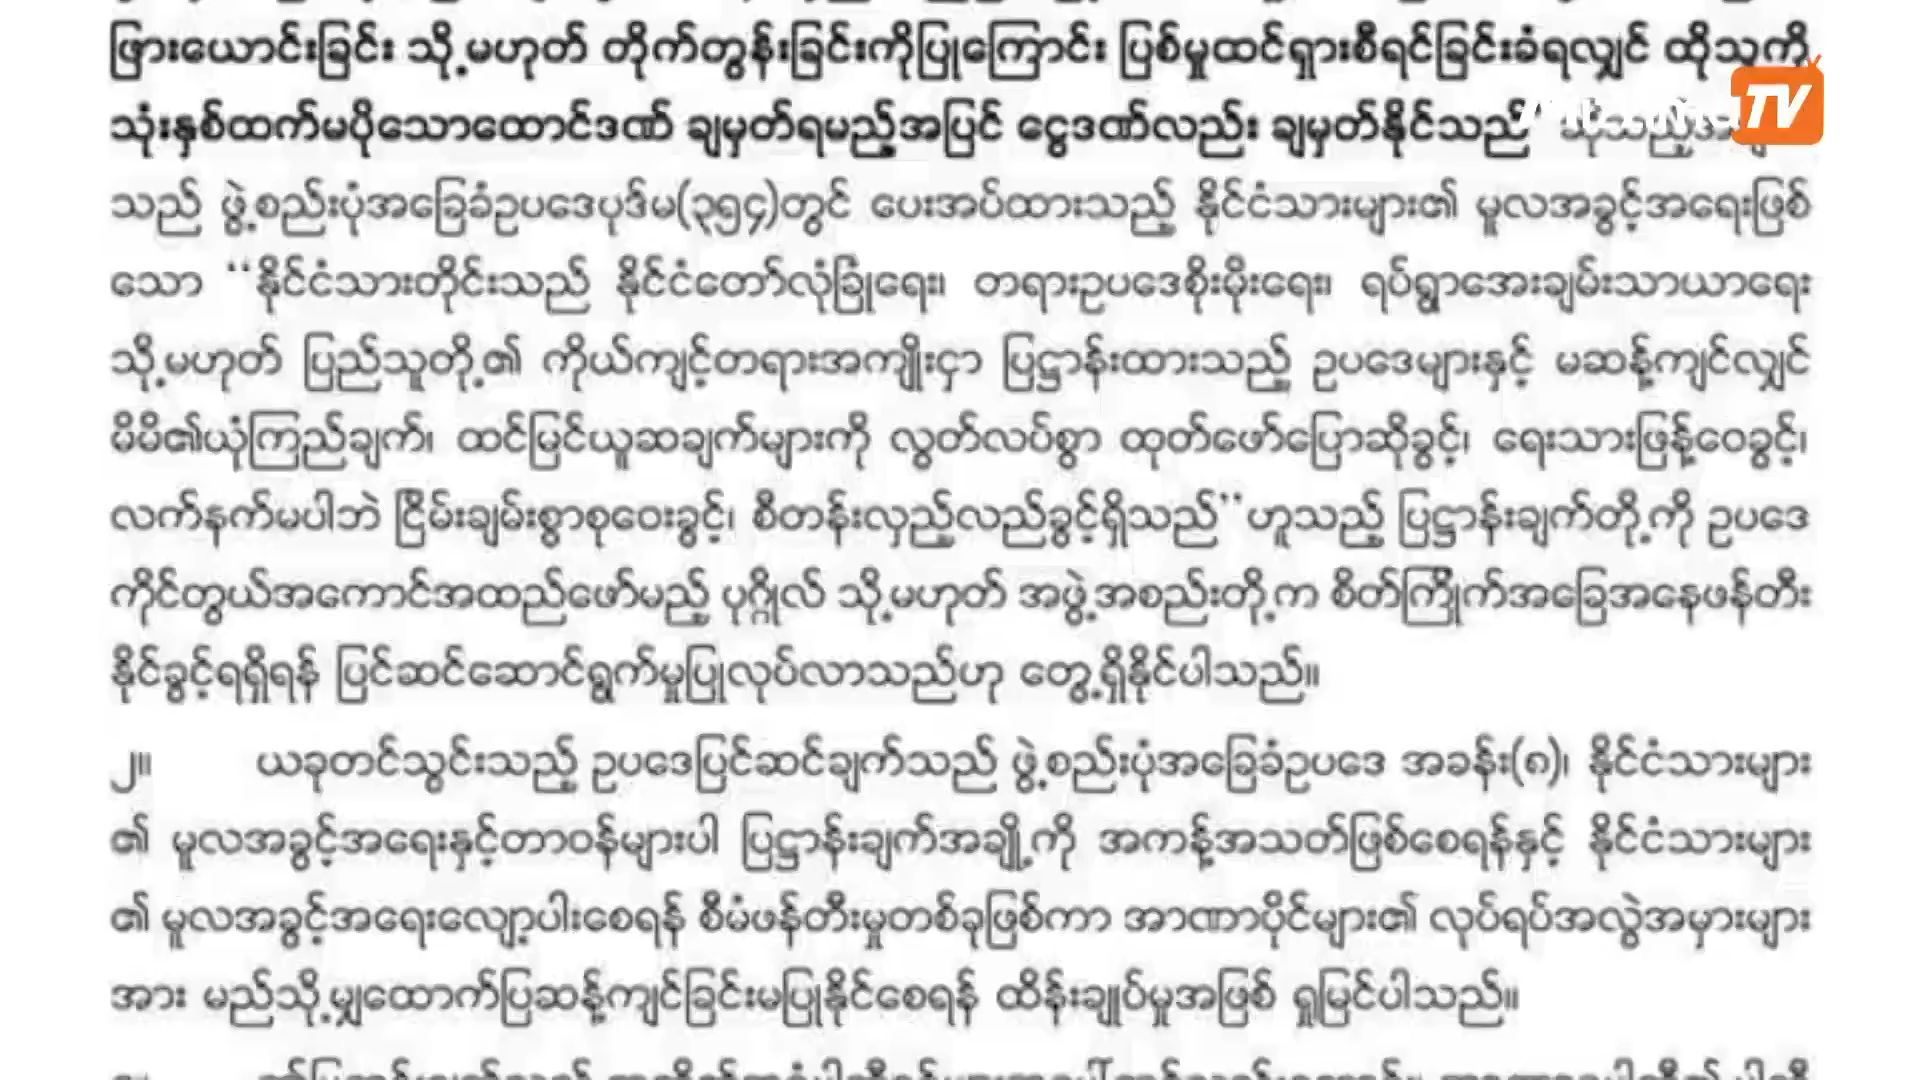 ဖြားယောင်းခြင်း သို့မဟုတ် တိုက်တွန်းခြင်းကိုပြုကြောင်း ပြစ်မှုထင်ရှားစီရင်ခြင်းခံရလျှင် ထိုသူကို
TV
သုံးနှစ်ထက်မပိုသောထောင်ဒဏ် ချမှတ်ရမည့်အပြင် ငွေဒဏ်လည်း ချမှတ်နိုင်သည်
သည် ဖွဲ့စည်းပုံအခြေခံဥပဒေပုဒ်မ(၃၅၄)တွင် ပေးအပ်ထားသည့် နိုင်ငံသားများ၏ မူလအခွင့်အရေးဖြစ်
သော “နိုင်ငံသားတိုင်းသည် နိုင်ငံတော်လုံခြုံရေး၊ တရားဥပဒေစိုးမိုးရေး၊ ရပ်ရွာအေးချမ်းသာယာရေး
သို့မဟုတ် ပြည်သူတို့၏ ကိုယ်ကျင့်တရားအကျိုးငှာ ပြဋ္ဌာန်းထားသည့် ဥပဒေများနှင့် မဆန့်ကျင်လျှင်
မိမိ၏ယုံကြည်ချက်၊ ထင်မြင်ယူဆချက်များကို လွတ်လပ်စွာ ထုတ်ဖော်ပြောဆိုခွင့်၊ ရေးသားဖြန့်ဝေခွင့်၊
လက်နက်မပါဘဲ ငြိမ်းချမ်းစွာစုဝေးခွင့်၊ စီတန်းလှည့်လည်ခွင့်ရှိသည်”ဟူသည့် ပြဋ္ဌာန်းချက်တို့ကို ဥပဒေ
ကိုင်တွယ်အကောင်အထည်ဖော်မည့် ပုဂ္ဂိုလ် သို့မဟုတ် အဖွဲ့အစည်းတို့က စိတ်ကြိုက်အခြေအနေဖန်တီး
နိုင်ခွင့်ရရှိရန် ပြင်ဆင်ဆောင်ရွက်မှုပြုလုပ်လာသည်ဟု တွေ့ရှိနိုင်ပါသည်။
၂။ ယခုတင်သွင်းသည့် ဥပဒေပြင်ဆင်ချက်သည် ဖွဲ့စည်းပုံအခြေခံဥပဒေ အခန်း(၈)၊ နိုင်ငံသားများ
၏ မူလအခွင့်အရေးနှင့်တာဝန်များပါ ပြဋ္ဌာန်းချက်အချို့ကို အကန့်အသတ်ဖြစ်စေရန်နှင့် နိုင်ငံသားများ
၏ မူလအခွင့်အရေးလျော့ပါးစေရန် စီမံဖန်တီးမှုတစ်ခုဖြစ်ကာ အာဏာပိုင်များ၏ လုပ်ရပ်အလွဲအမှားများ
အား မည်သို့မျှထောက်ပြဆန့်ကျင်ခြင်းမပြုနိုင်စေရန် ထိန်းချုပ်မှုအဖြစ် ရှုမြင်ပါသည်။